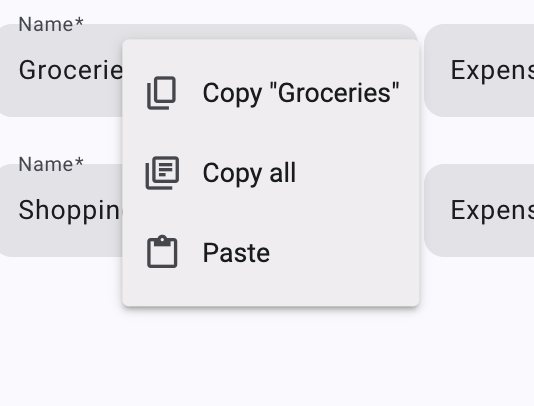 Name*
Grocerie
Expens
Copy "Groceries"
Copy all
Name*
Shoppin
Expens
Paste